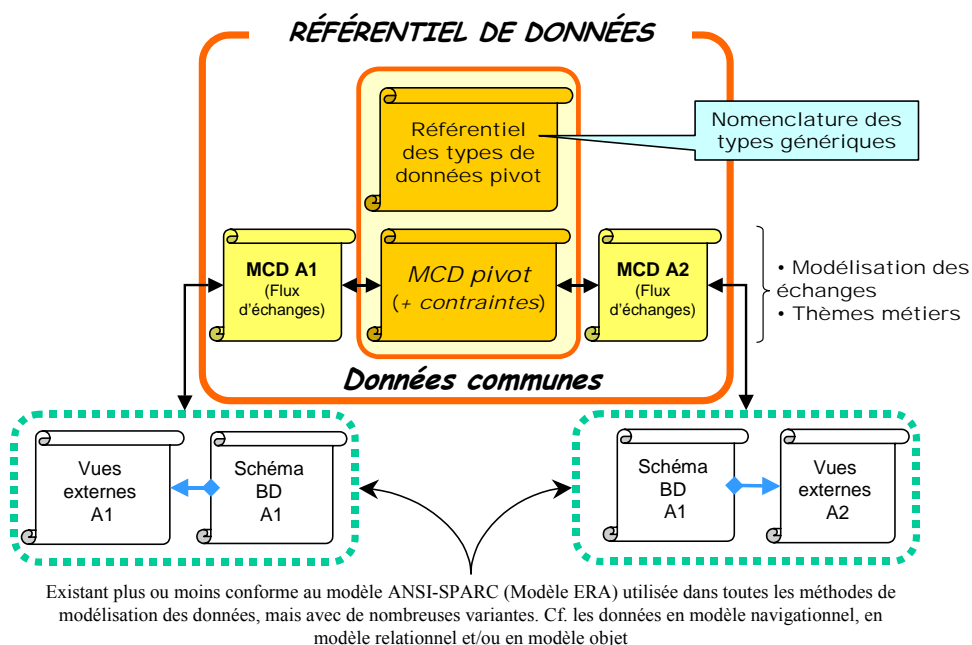 RÉFÉRENTIEL DE DONNÉES
Référentiel
des types de
données pivot
Nomenclature des
types génériques
MCD A1
(Flux
d'échanges)
MCD pivot
(+ contraintes)
MCD A2
(Flux
d'échanges)
• Modélisation des
échanges
• Thèmes métiers
Données communes
Vues
externes
A1
Schéma
BD
A1
Schéma
BD
A1
Vues
externes
A2
Existant plus ou moins conforme au modèle ANSI-SPARC (Modèle ERA) utilisée dans toutes les méthodes de
modélisation des données, mais avec de nombreuses variantes. Cf. les données en modèle navigationnel, en
modèle relationnel et/ou en modèle objet